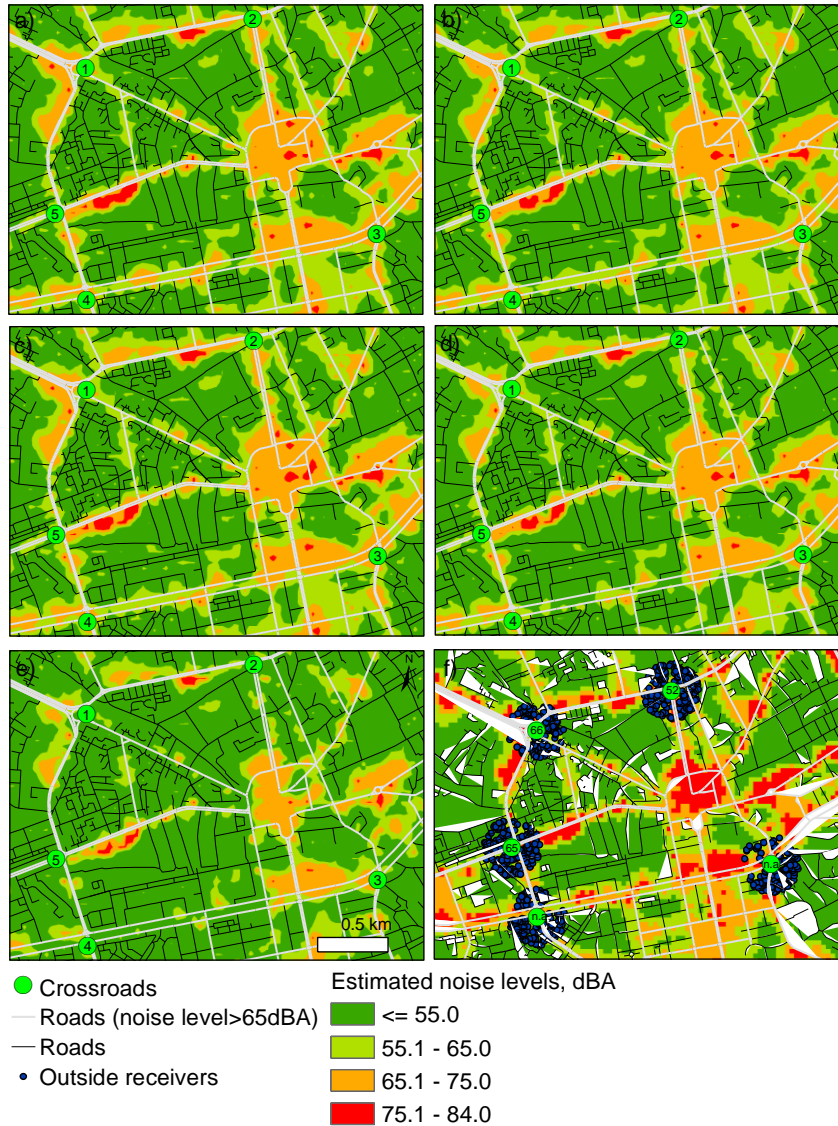 a)
1
2
3
4
5
b)
1
2
3
4
5
c)
1
2
3
4
5
d)
1
2
3
4
5
e)
N
1
2
3
4
5
0.5 km
f)
52
66
65
n.a
n.a
Crossroads
Roads (noise level>65dBA)
Roads
Outside receivers
Estimated noise levels, dBA
<= 55.0
55.1 - 65.0
65.1 - 75.0
75.1 - 84.0